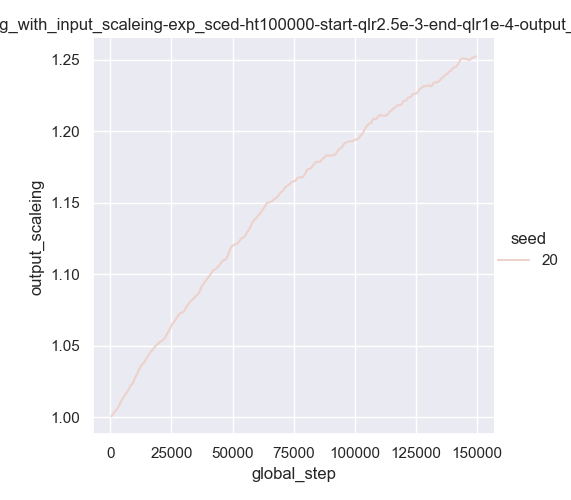 g_with_input_scaleing-exp_sced-ht100000-start-qlr2.5e-3-end-qlr1e-4-output_
1.25
1.20
1.15
1.10
1.05
1.00
output_scaleing
0 25000 50000 75000 100000 125000 150000
global_step
seed
20